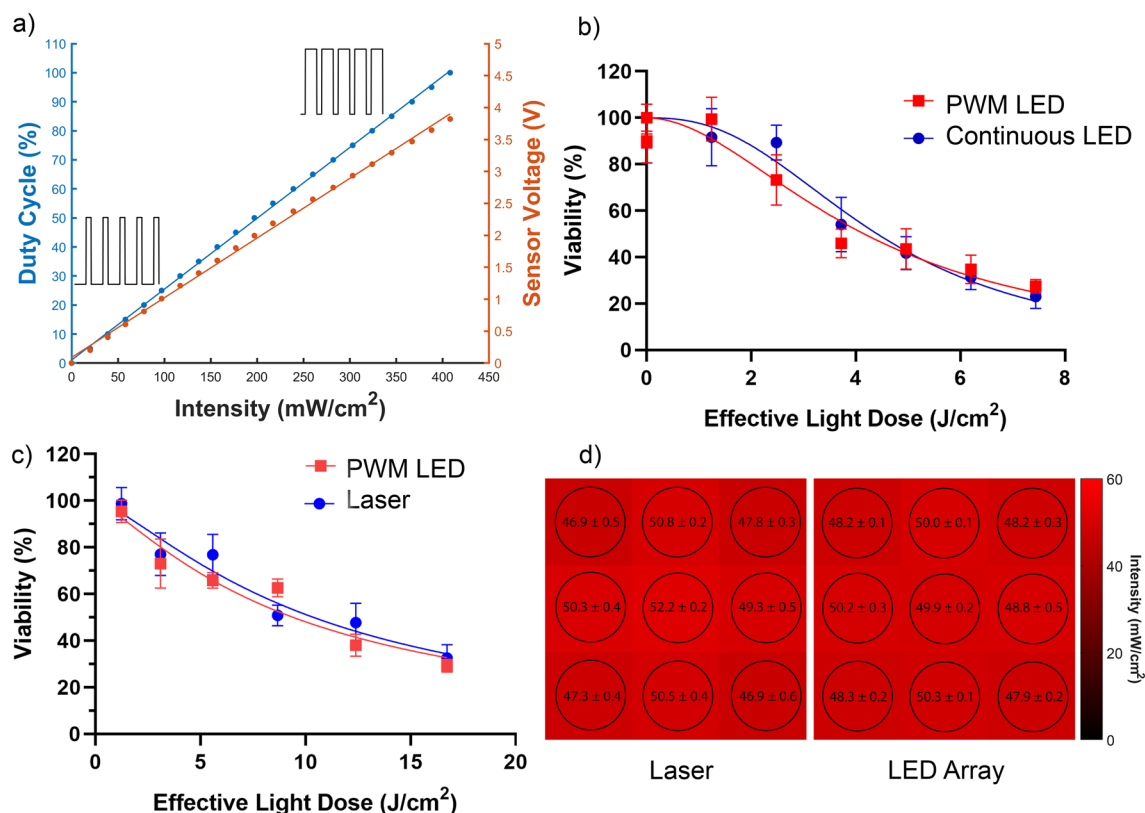 a)
Duty Cycle (%)
110
100
90
80
70
60
50
40
30
20
10
0
0 50 100 150 200 250 300 350 400 450
Intensity (mW/cm²)
5
4.5
4
3.5
3
2.5
2
1.5
1
0.5
0
Sensor Voltage (V)
b)
Viability (%)
120
100
80
60
40
20
0
0 2 4 6 8
Effective Light Dose (J/cm²)
PWM LED
Continuous LED
c)
Viability (%)
120
100
80
60
40
20
0
0 5 10 15 20
Effective Light Dose (J/cm²)
PWM LED
Laser
d)
46.9 ± 0.5 50.8 ± 0.2 47.8 ± 0.3
50.3 ± 0.4 52.2 ± 0.2 49.3 ± 0.5
47.3 ± 0.4 50.5 ± 0.4 46.9 ± 0.6
Laser
48.2 ± 0.1 50.0 ± 0.1 48.2 ± 0.3
50.2 ± 0.3 49.9 ± 0.2 48.8 ± 0.5
48.3 ± 0.2 50.3 ± 0.1 47.9 ± 0.2
LED Array
60
40
20
0
Intensity (mW/cm²)